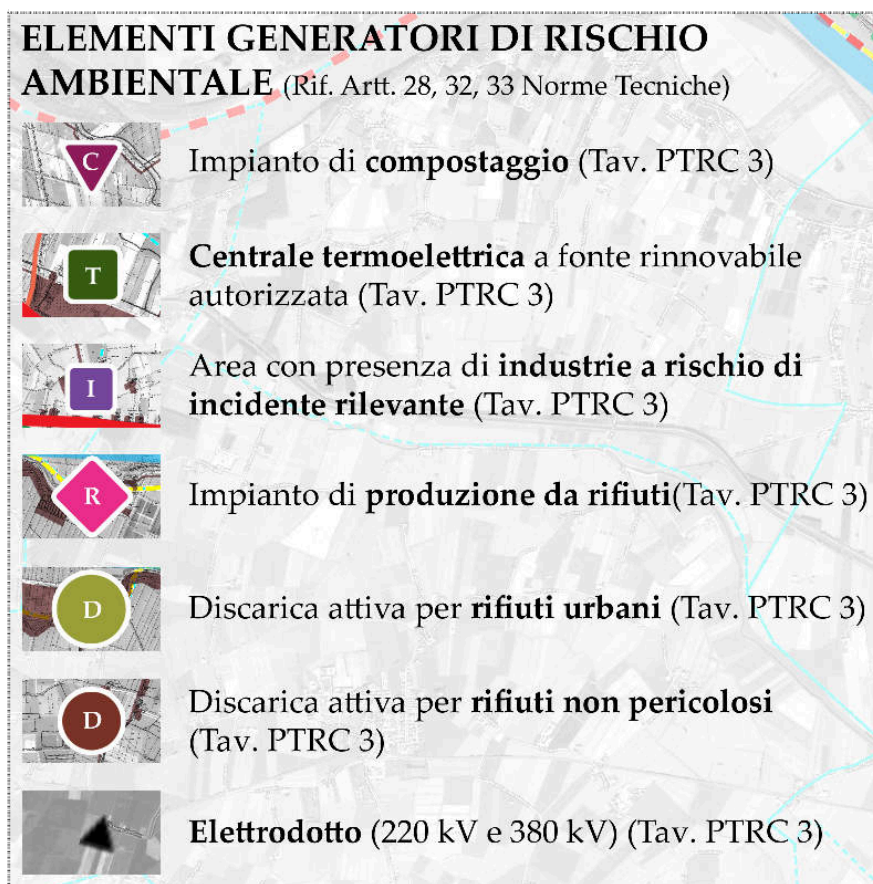 ELEMENTI GENERATORI DI RISCHIO
AMBIENTALE (Rif. Artt. 28, 32, 33 Norme Tecniche)
C
Impianto di compostaggio (Tav. PTRC 3)
T
Centrale termoelettrica a fonte rinnovabile
autorizzata (Tav. PTRC 3)
I
Area con presenza di industrie a rischio di
incidente rilevante (Tav. PTRC 3)
R
Impianto di produzione da rifiuti(Tav. PTRC 3)
D
Discarica attiva per rifiuti urbani (Tav. PTRC 3)
D
Discarica attiva per rifiuti non pericolosi
(Tav. PTRC 3)
Elettrodotto (220 kV e 380 kV) (Tav. PTRC 3)